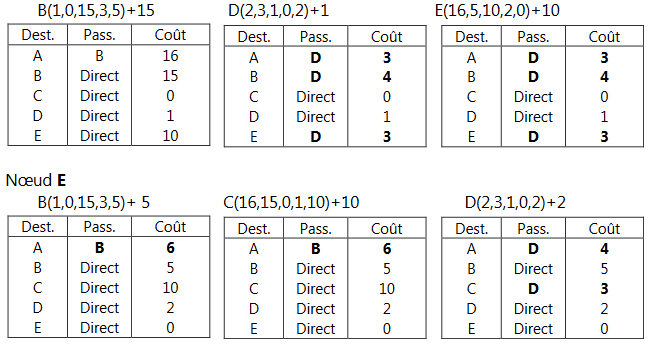 B(1,0,15,3,5)+15 D(2,3,1,0,2)+1 E(16,5,10,2,0)+10
Dest. Pass. Coût Dest. Pass. Coût Dest. Pass. Coût
A B 16 A D 3 A D 3
B Direct 15 B D 4 B D 4
C Direct 0 C Direct 0 C Direct 0
D Direct 1 D Direct 1 D Direct 1
E Direct 10 E D 3 E D 3
Nœud E
B(1,0,15,3,5)+ 5 C(16,15,0,1,10)+10 D(2,3,1,0,2)+2
Dest. Pass. Coût Dest. Pass. Coût Dest. Pass. Coût
A B 6 A B 6 A D 4
B Direct 5 B Direct 5 B Direct 5
C Direct 10 C Direct 10 C D 3
D Direct 2 D Direct 2 D Direct 2
E Direct 0 E Direct 0 E Direct 0